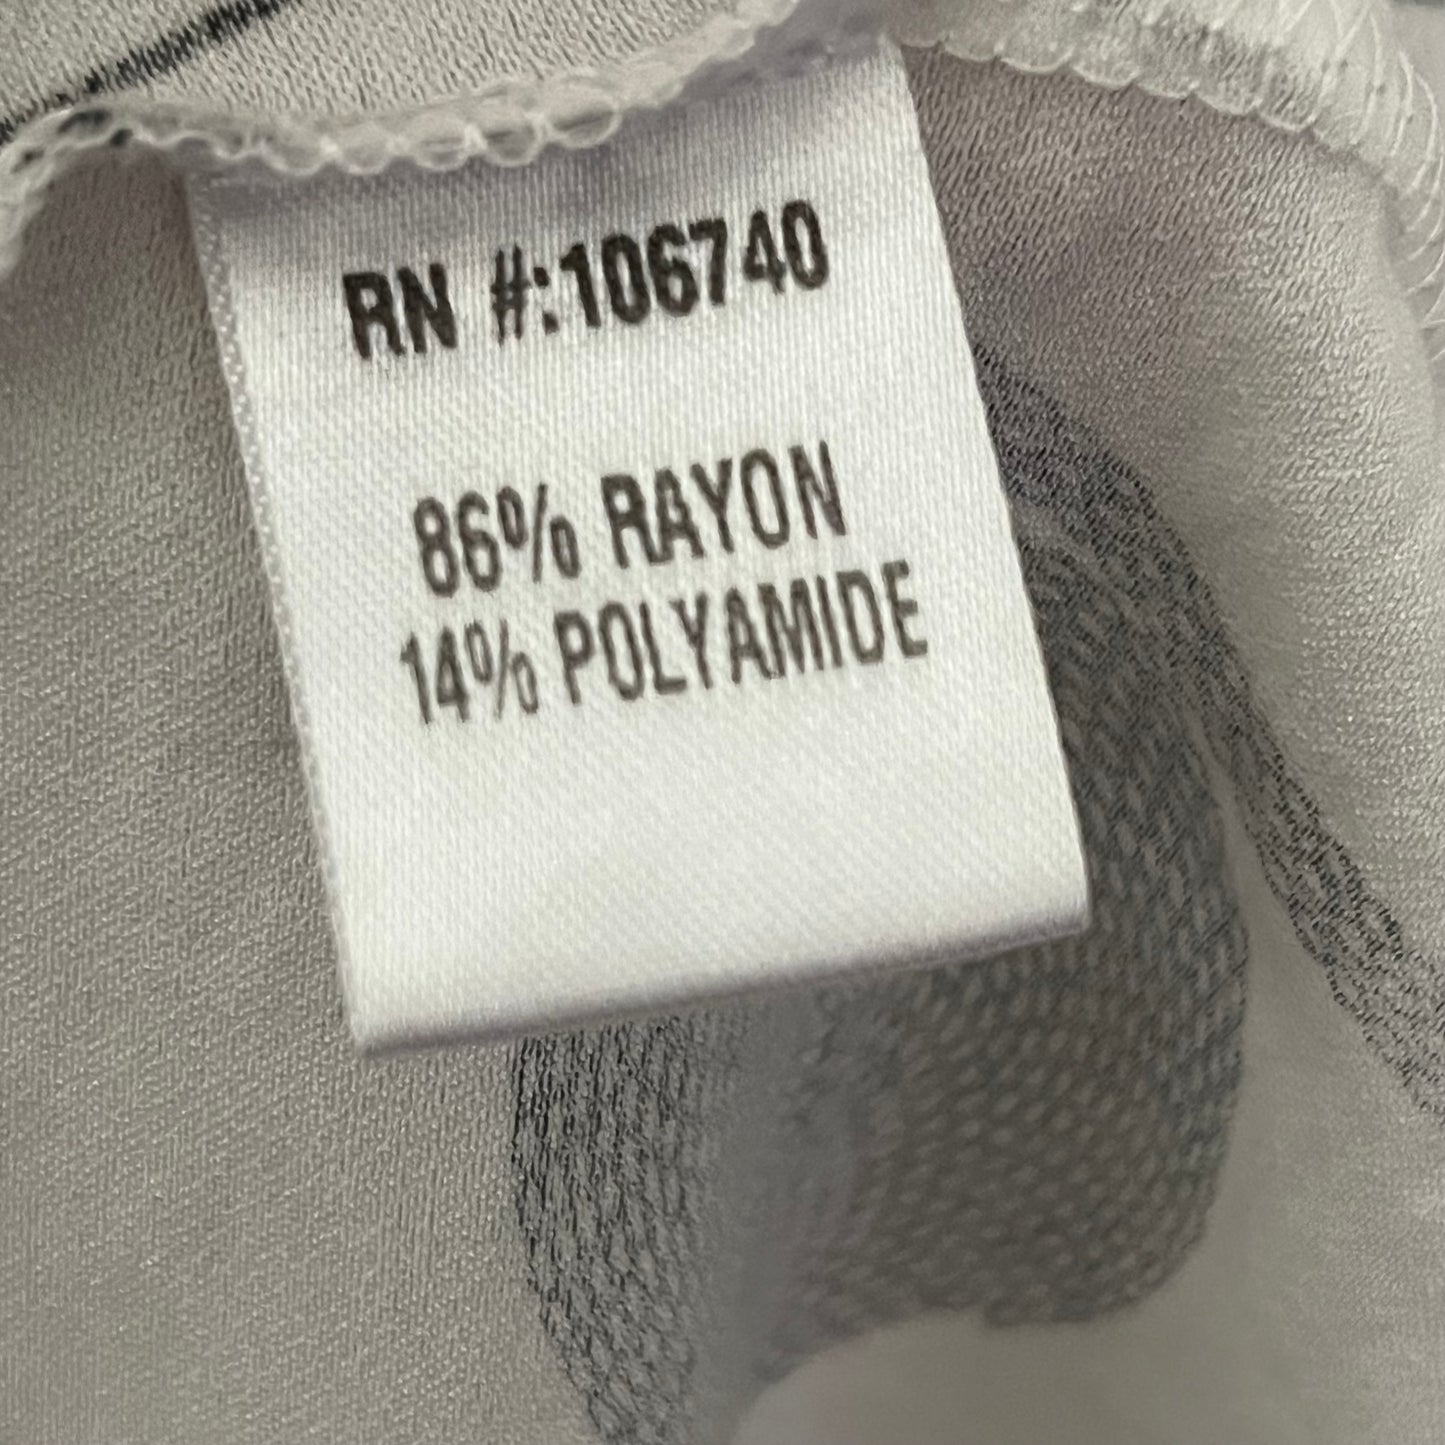 RN #:106740
86% RAYON
14% POLYAMIDE